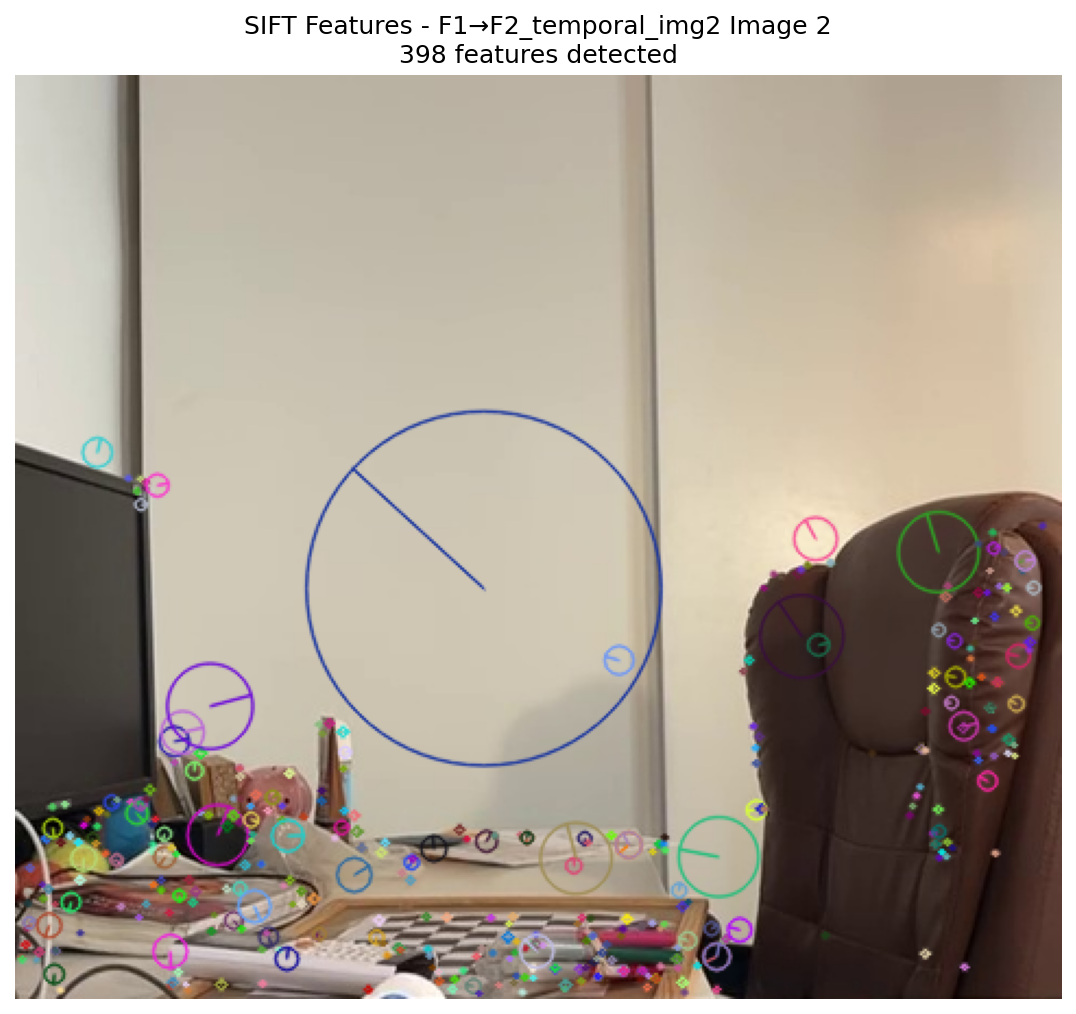 SIFT Features - F1→F2_temporal_img2 Image 2
398 features detected